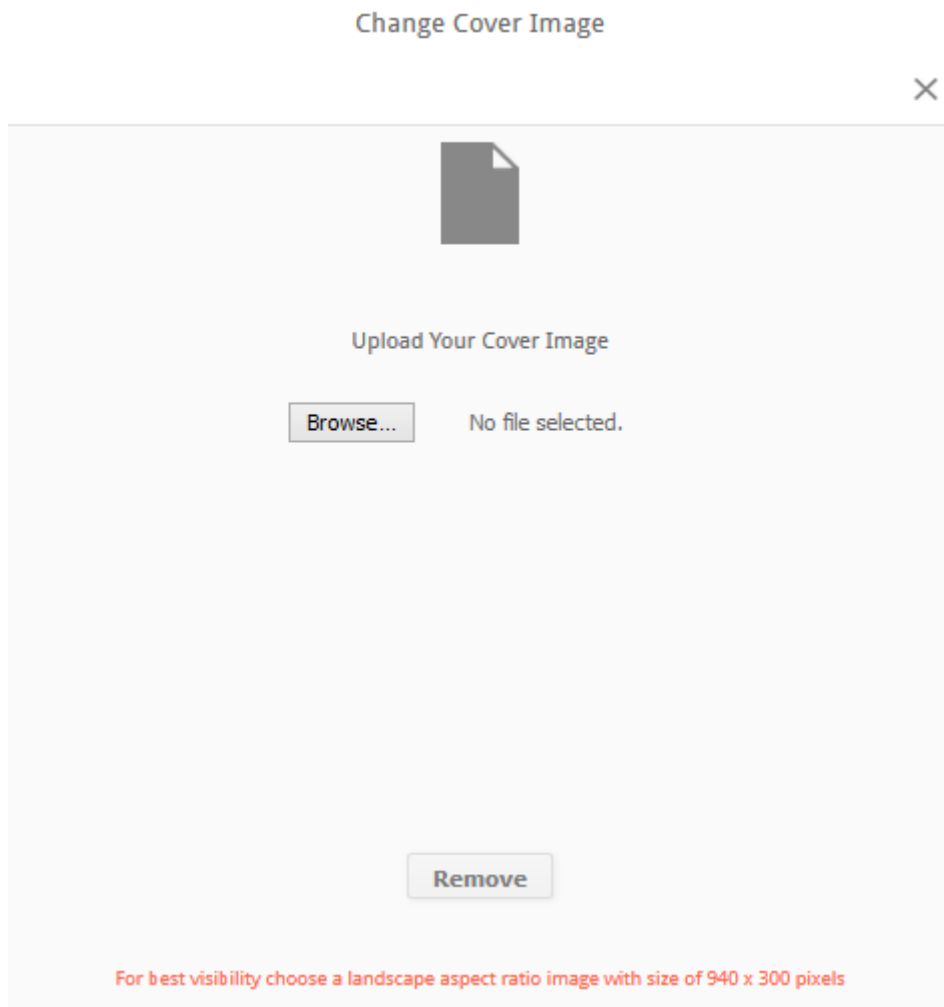 Change Cover Image
Upload Your Cover Image
Browse... No file selected.
Remove
For best visibility choose a landscape aspect ratio image with size of 940 x 300 pixels